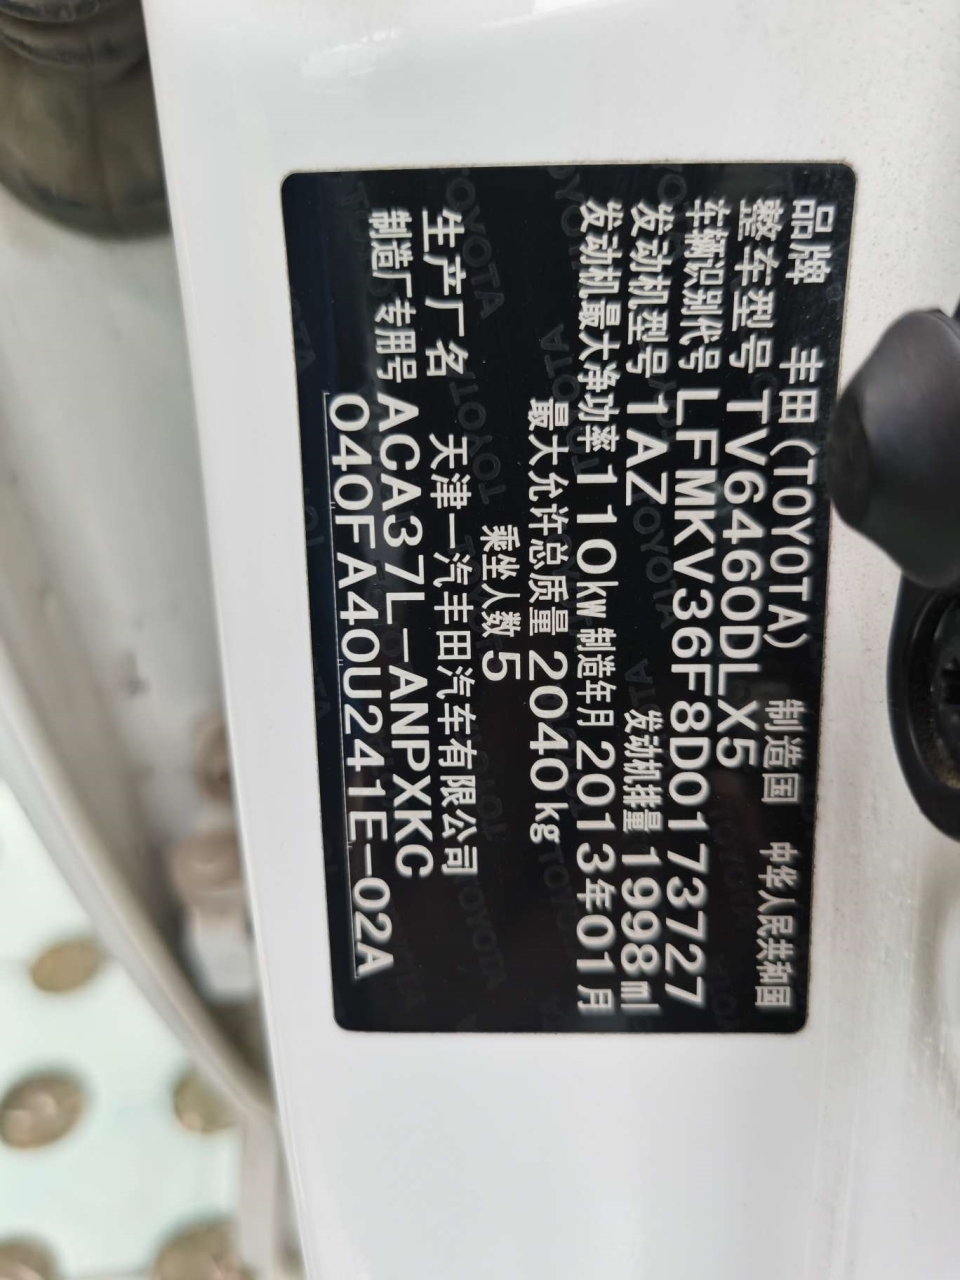 品牌 丰田(TOYOTA) 制造国 中华人民共和国
整车型号 TV6460DLX5
车辆识别代号 LFMKV36F8D0173727
发动机型号 1AZ 发动机排量 1998ml
发动机最大净功率 110kW 制造年月 2013年01月
最大允许总质量 2040kg
乘坐人数 5
生产厂名 天津一汽丰田汽车有限公司
制造厂专用号 ACA37L-ANPXKC
040FA40U241E-02A